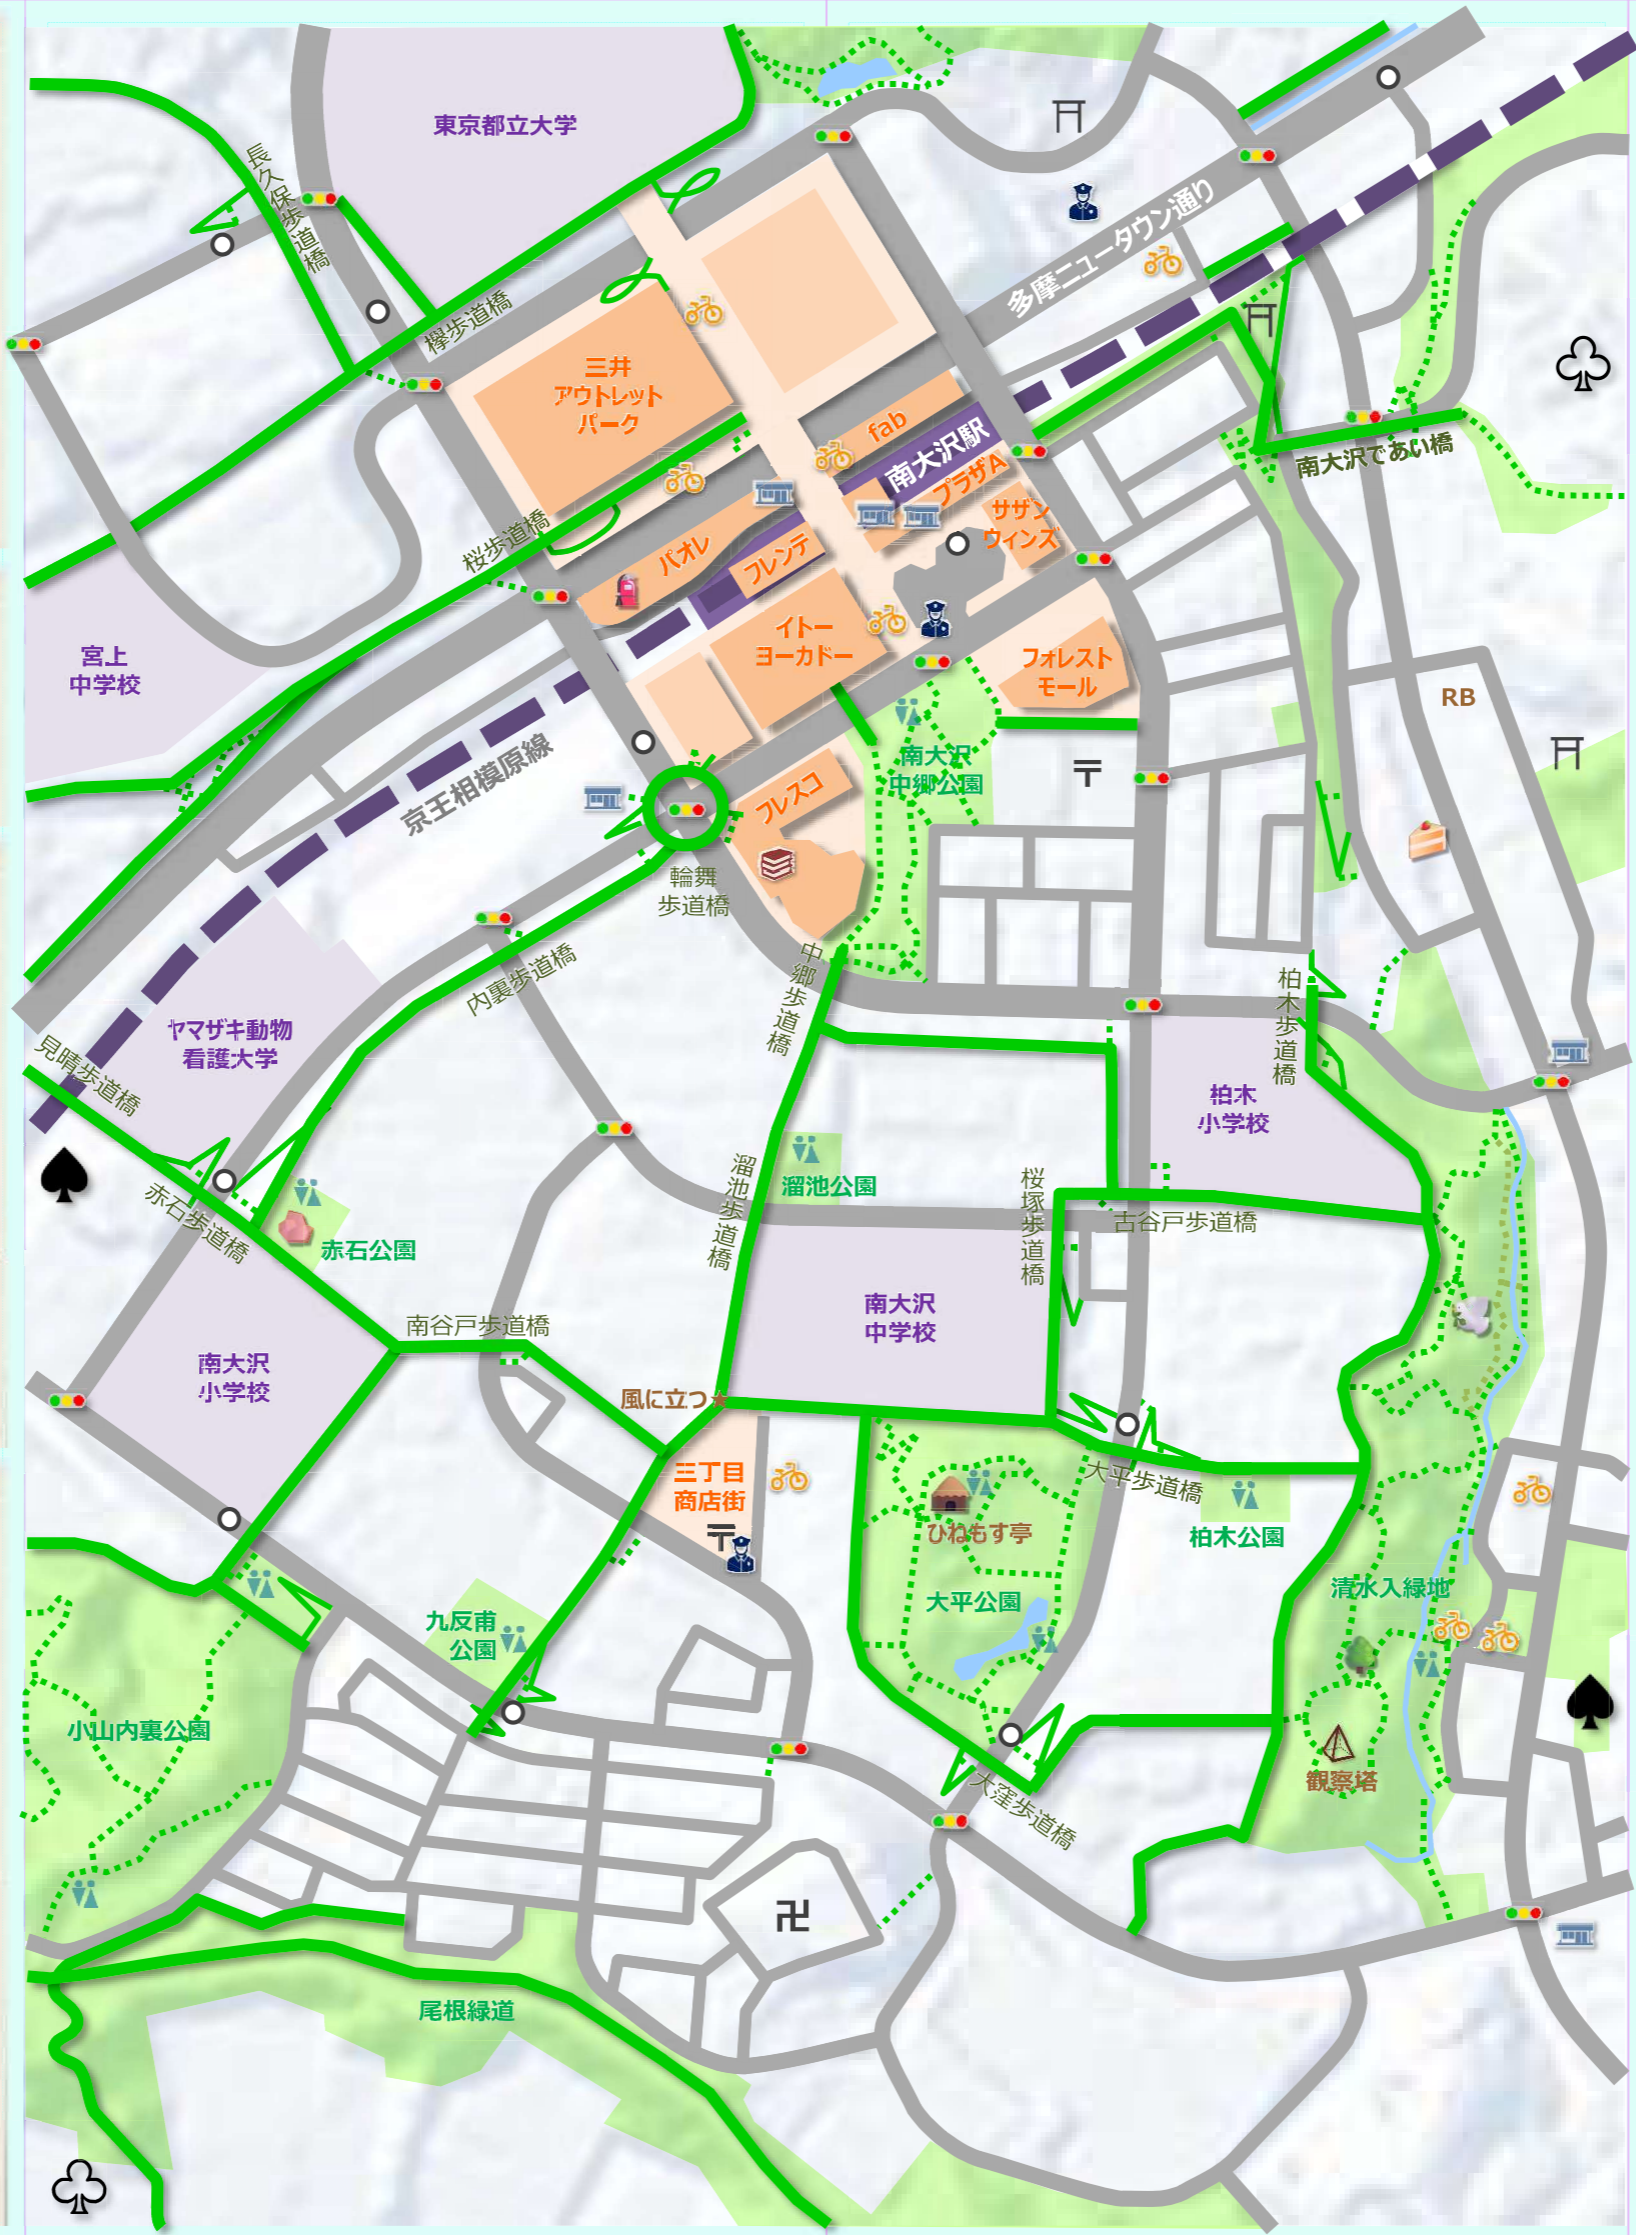 東京都立大学
長久保歩道橋
欅歩道橋
多摩ニュータウン通り
三井
アウトレット
パーク
fab
南大沢駅
プラザA
サザン
ウィンズ
南大沢であい橋
桜歩道橋
パオレ
フレンテ
イトー
ヨーカドー
フォレスト
モール
宮上
中学校
RB
京王相模原線
南大沢
中郷公園
〒
フレスコ
輪舞
歩道橋
内裏歩道橋
中郷歩道橋
柏木歩道橋
ヤマザキ動物
看護大学
見晴歩道橋
柏木
小学校
溜池歩道橋
溜池公園
桜塚歩道橋
古谷戸歩道橋
赤石歩道橋
赤石公園
南谷戸歩道橋
南大沢
中学校
南大沢
小学校
風に立つ★
三丁目
商店街
〒
大平歩道橋
ひねもす亭
柏木公園
大平公園
清水入緑地
九反甫
公園
小山内裏公園
観察塔
大窪歩道橋
卍
尾根緑道